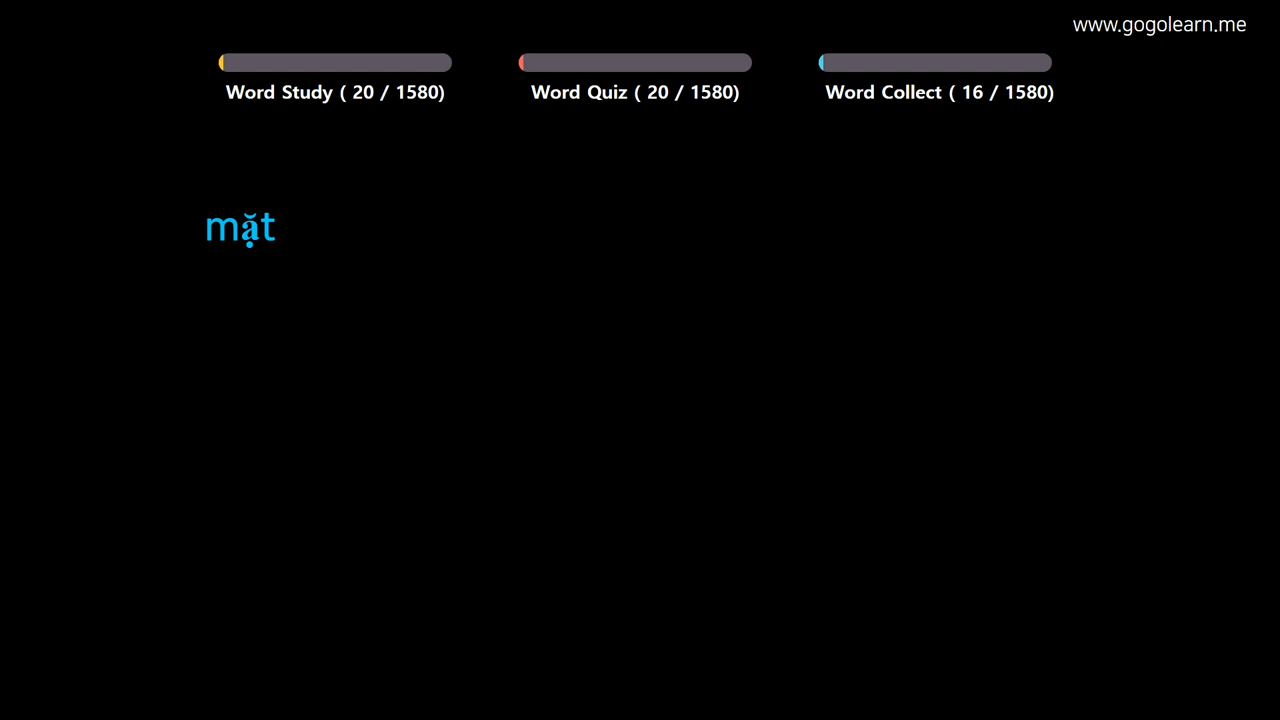 www.gogolearn.me
Word Study ( 20 / 1580)
Word Quiz ( 20 / 1580)
Word Collect ( 16 / 1580)
mặt